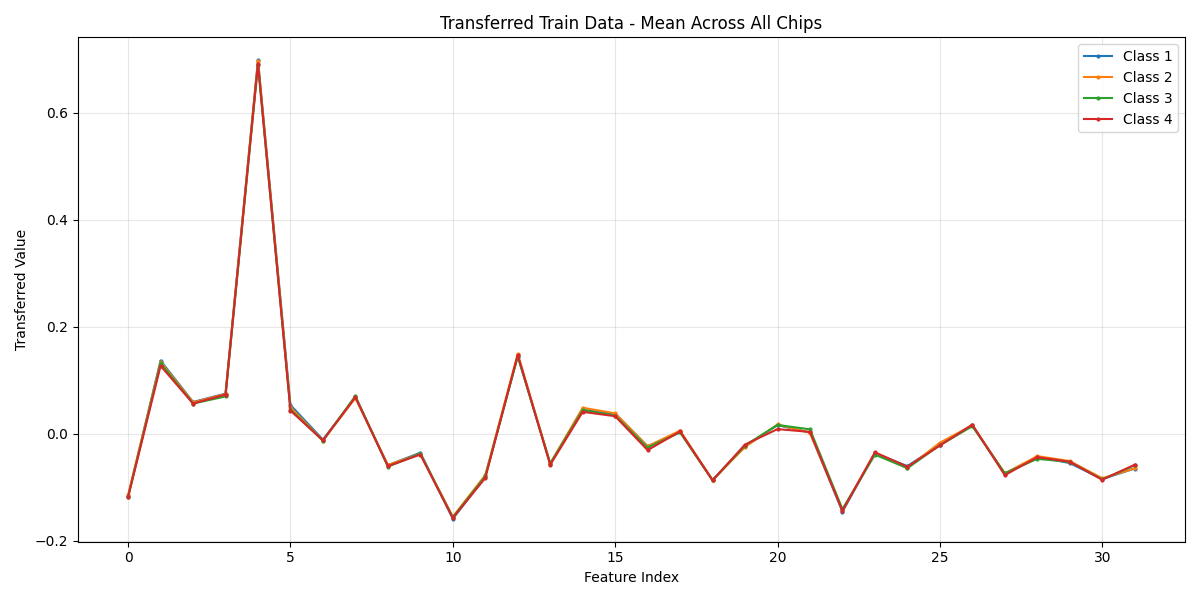 Transferred Train Data - Mean Across All Chips
Class 1
Class 2
Class 3
Class 4
Transferred Value
0.6
0.4
0.2
0.0
−0.2
0 5 10 15 20 25 30
Feature Index